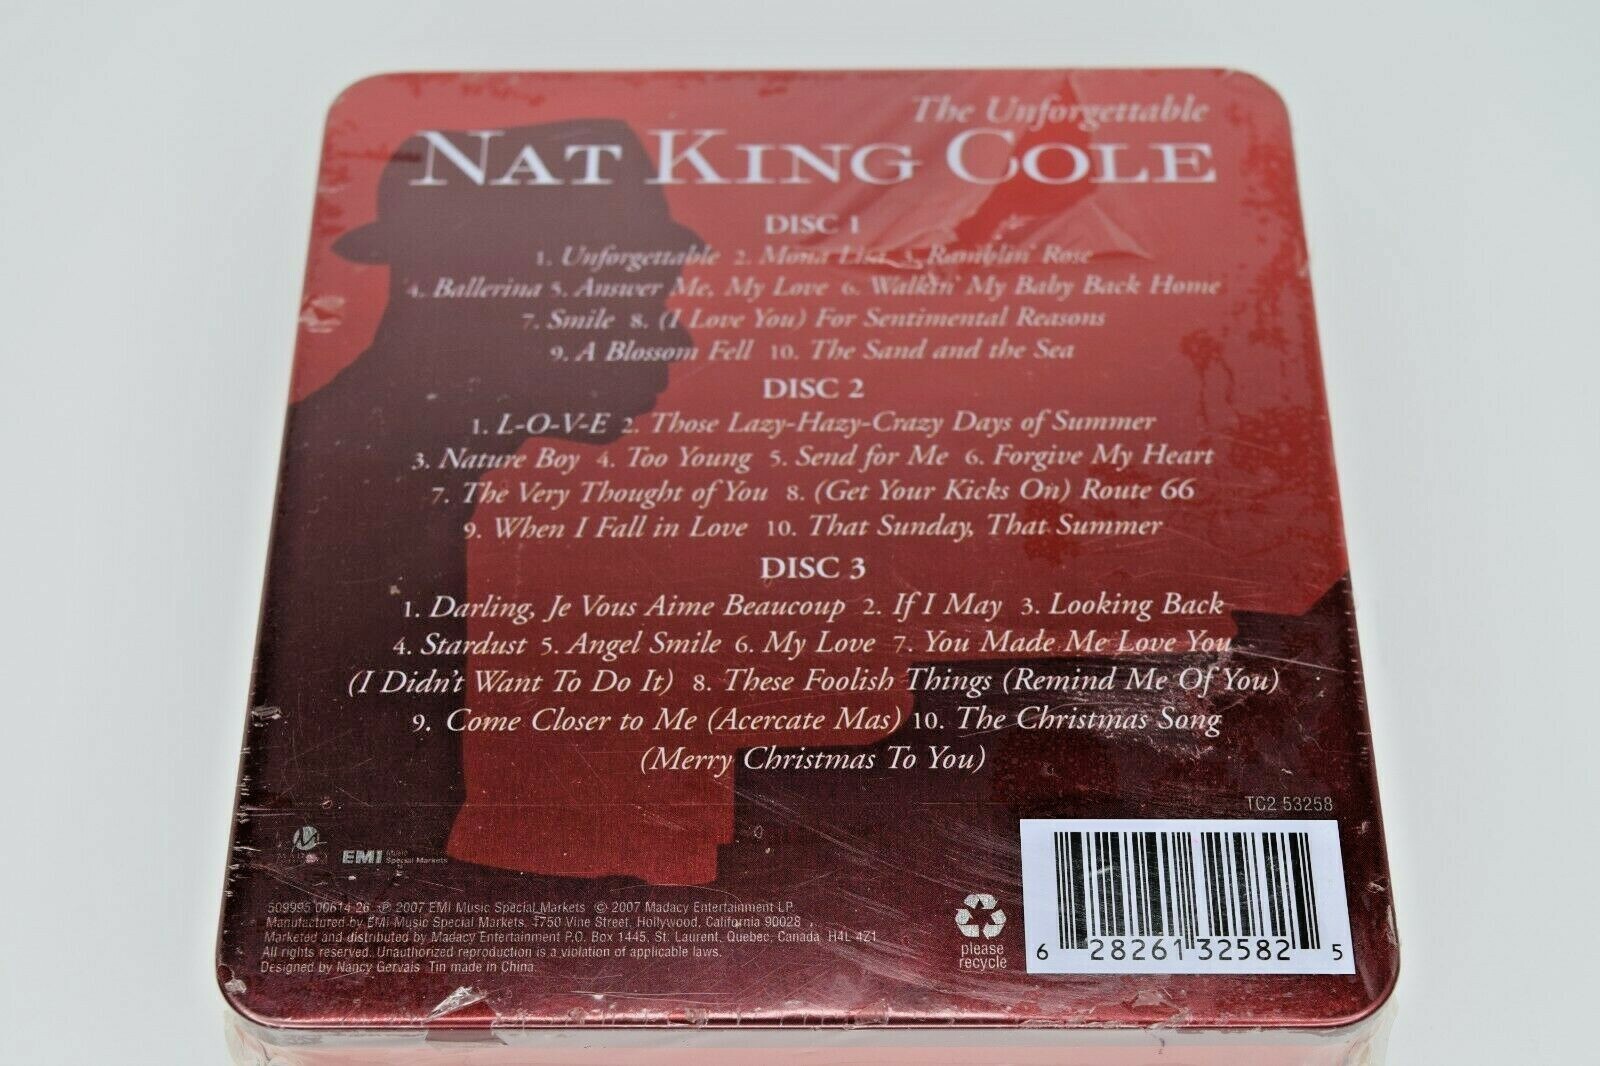 The Unforgettable
NAT KING COLE
DISC 1
1. Unforgettable 2. Mona Lisa 3. Ramblin' Rose
4. Ballerina 5. Answer Me, My Love 6. Walkin' My Baby Back Home
7. Smile 8. (I Love You) For Sentimental Reasons
9. A Blossom Fell 10. The Sand and the Sea
DISC 2
1. L-O-V-E 2. Those Lazy-Hazy-Crazy Days of Summer
3. Nature Boy 4. Too Young 5. Send for Me 6. Forgive My Heart
7. The Very Thought of You 8. (Get Your Kicks On) Route 66
9. When I Fall in Love 10. That Sunday, That Summer
DISC 3
1. Darling, Je Vous Aime Beaucoup 2. If I May 3. Looking Back
4. Stardust 5. Angel Smile 6. My Love 7. You Made Me Love You
(I Didn't Want To Do It) 8. These Foolish Things (Remind Me Of You)
9. Come Closer to Me (Acercate Mas) 10. The Christmas Song
(Merry Christmas To You)
TC2 53258
EMI Music
Special Markets
509995 00614 26 ℗ 2007 EMI Music Special Markets © 2007 Madacy Entertainment LP.
Manufactured by EMI Music Special Markets, 1750 Vine Street, Hollywood, California 90028
Marketed and distributed by Madacy Entertainment P.O. Box 1445, St. Laurent, Quebec, Canada H4L 4Z1
All rights reserved. Unauthorized reproduction is a violation of applicable laws.
Designed by Nancy Gervais Tin made in China.
please
recycle
6 28261 32582 5